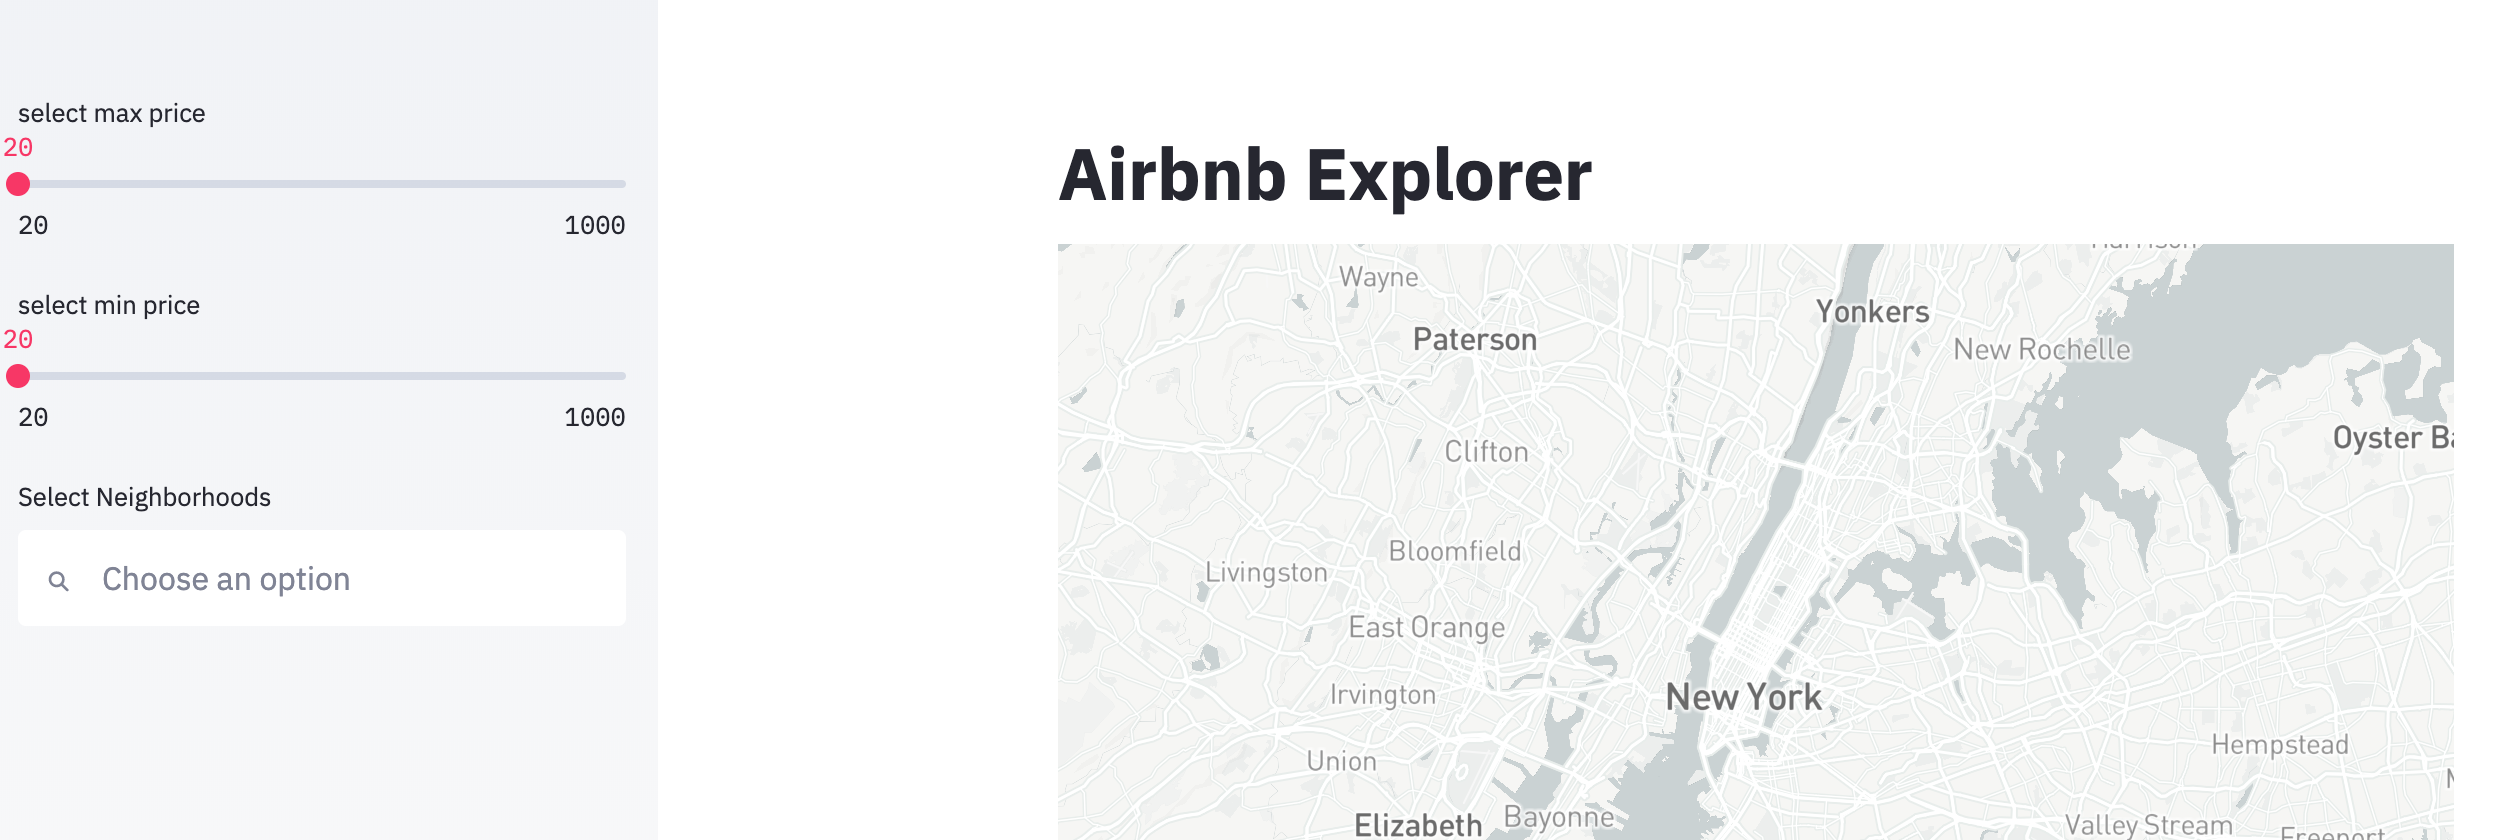 select max price
20
20 1000
select min price
20
20 1000
Select Neighborhoods
Choose an option
Airbnb Explorer
Harrison
Wayne
Yonkers
Paterson
New Rochelle
Oyster Ba
Clifton
Bloomfield
Livingston
East Orange
Irvington
New York
Hempstead
Union
Elizabeth
Bayonne
Valley Stream
Freeport